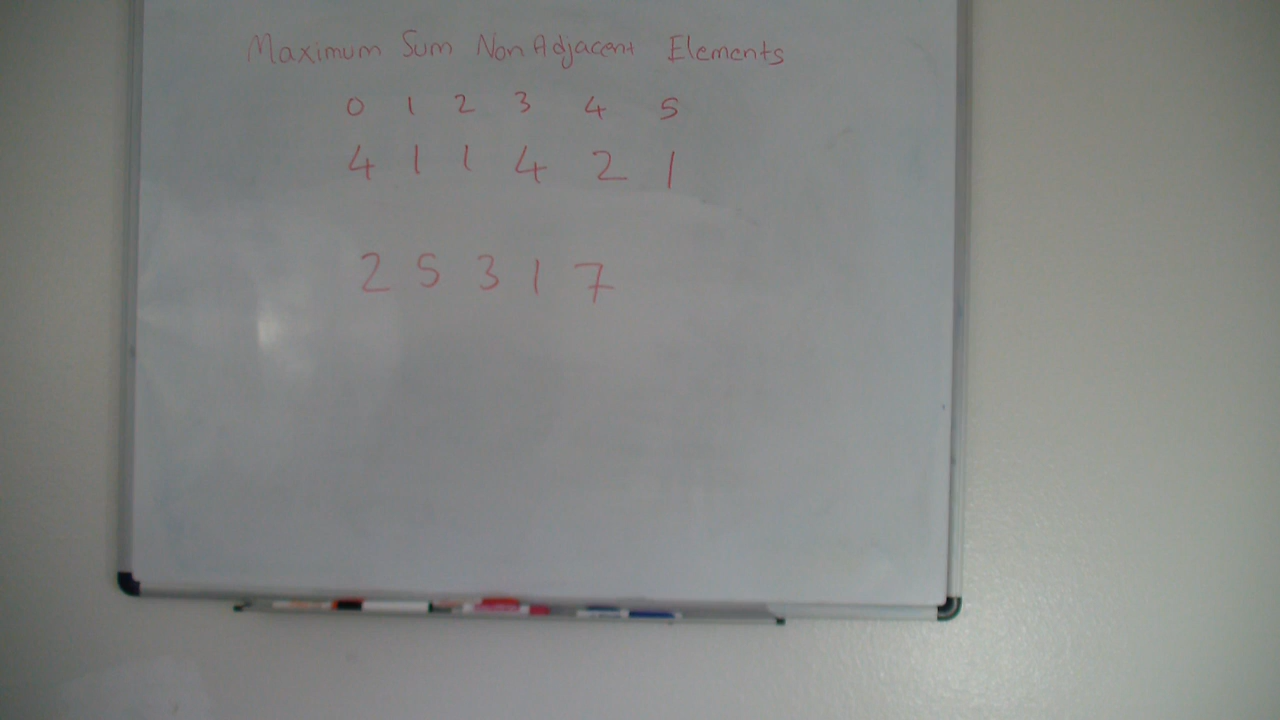 Maximum Sum Non Adjacent Elements
0 1 2 3 4 5
4 1 1 4 2 1
2 5 3 1 7